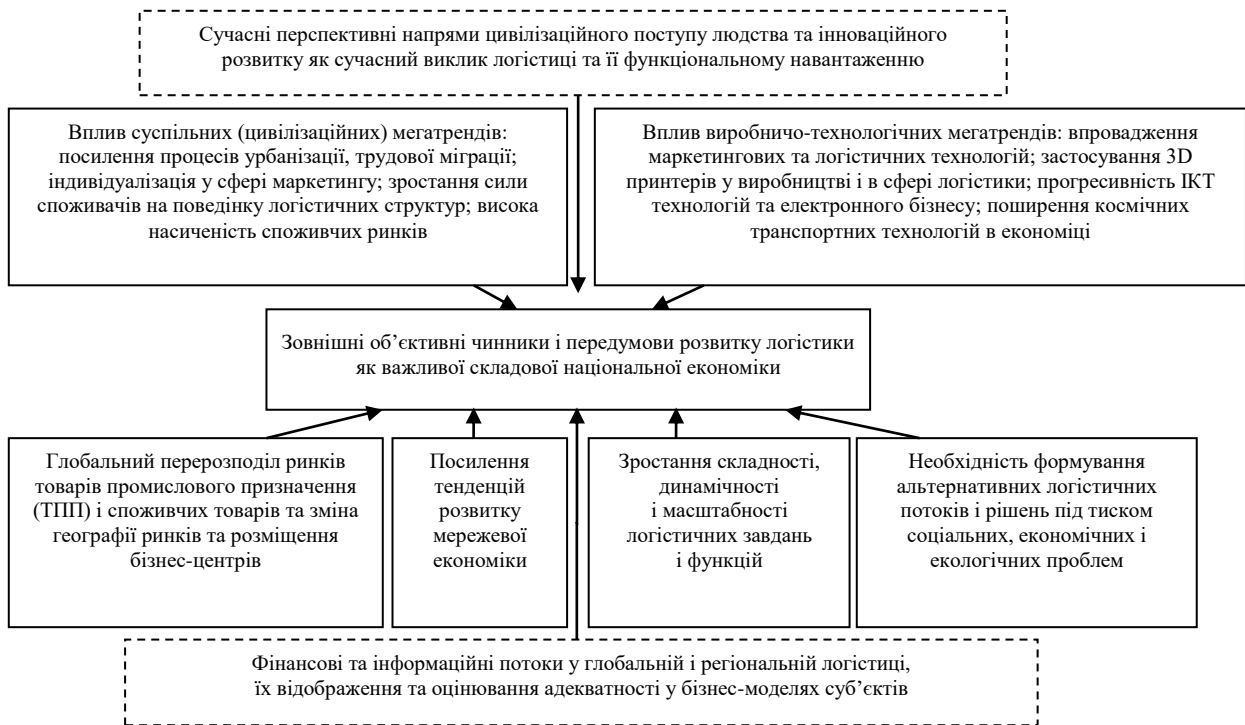 Сучасні перспективні напрями цивілізаційного поступу людства та інноваційного
розвитку як сучасний виклик логістиці та її функціональному навантаженню
Вплив суспільних (цивілізаційних) мегатрендів:
посилення процесів урбанізації, трудової міграції;
індивідуалізація у сфері маркетингу; зростання сили
споживачів на поведінку логістичних структур; висока
насиченість споживчих ринків
Вплив виробничо-технологічних мегатрендів: впровадження
маркетингових та логістичних технологій; застосування 3D
принтерів у виробництві і в сфері логістики; прогресивність ІКТ
технологій та електронного бізнесу; поширення космічних
транспортних технологій в економіці
Зовнішні об’єктивні чинники і передумови розвитку логістики
як важливої складової національної економіки
Глобальний перерозподіл ринків
товарів промислового призначення
(ТПП) і споживчих товарів та зміна
географії ринків та розміщення
бізнес-центрів
Посилення
тенденцій
розвитку
мережевої
економіки
Зростання складності,
динамічності
і масштабності
логістичних завдань
і функцій
Необхідність формування
альтернативних логістичних
потоків і рішень під тиском
соціальних, економічних і
екологічних проблем
Фінансові та інформаційні потоки у глобальній і регіональній логістиці,
їх відображення та оцінювання адекватності у бізнес-моделях суб’єктів